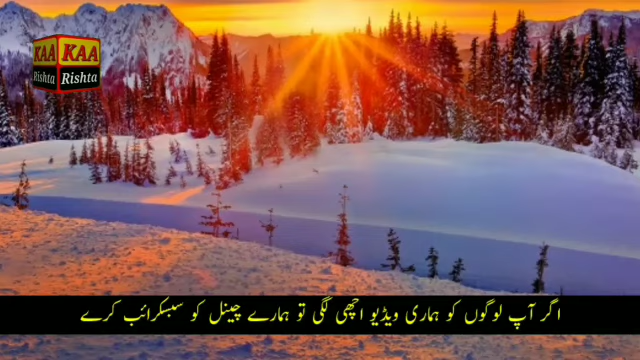 KAA KAA
Rishta Rishta
اگر آپ لوگوں کو ہماری ویڈیو اچھی لگی تو ہمارے چینل کو سبسکرائب کرے